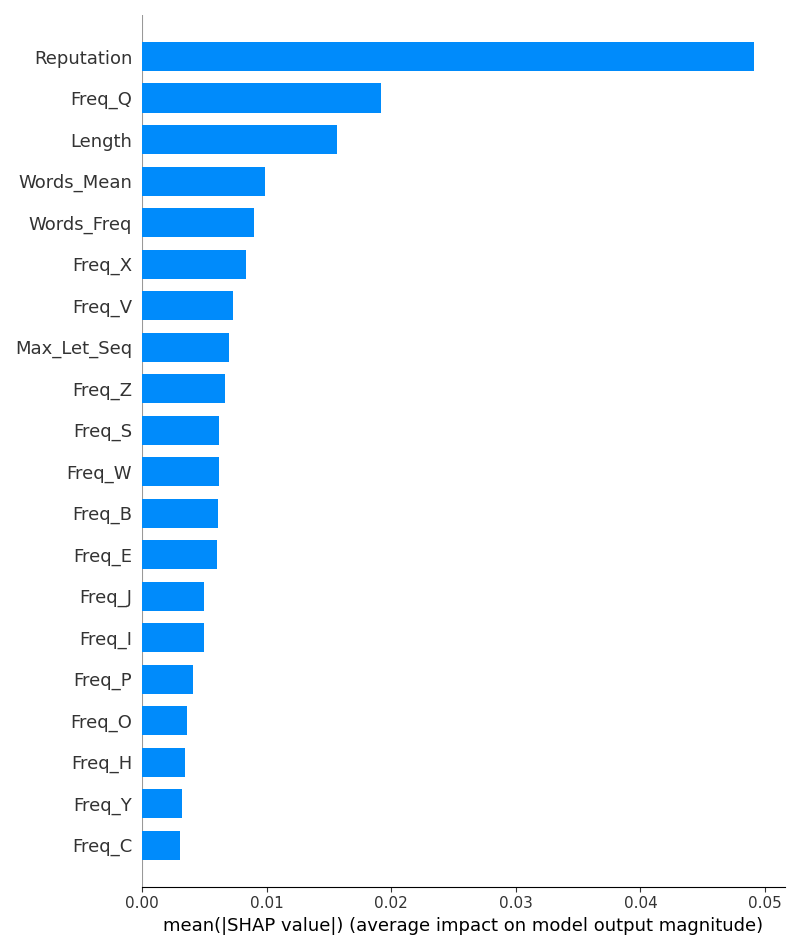 Reputation
Freq_Q
Length
Words_Mean
Words_Freq
Freq_X
Freq_V
Max_Let_Seq
Freq_Z
Freq_S
Freq_W
Freq_B
Freq_E
Freq_J
Freq_I
Freq_P
Freq_O
Freq_H
Freq_Y
Freq_C
0.00 0.01 0.02 0.03 0.04 0.05
mean(|SHAP value|) (average impact on model output magnitude)